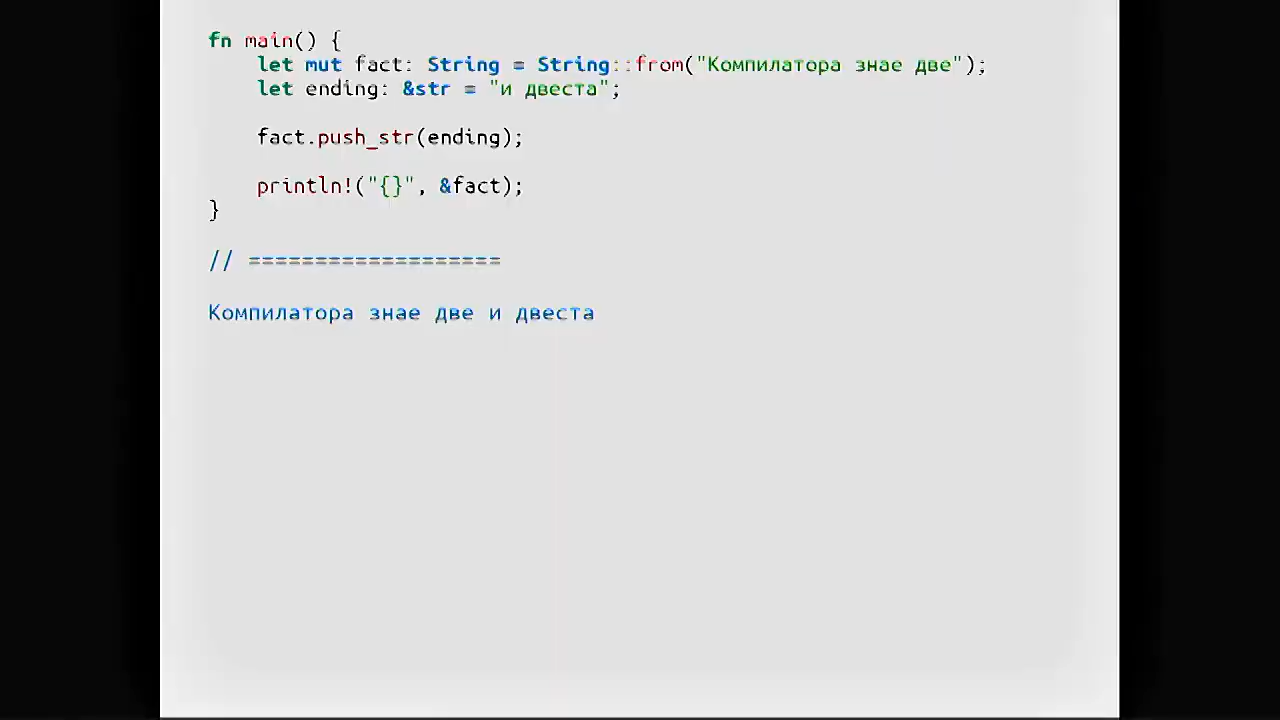 fn main() {
    let mut fact: String = String::from("Компилатора знае две");
    let ending: &str = "и двеста";
    fact.push_str(ending);
    println!("{}", &fact);
}
// ===================
Компилатора знае две и двеста